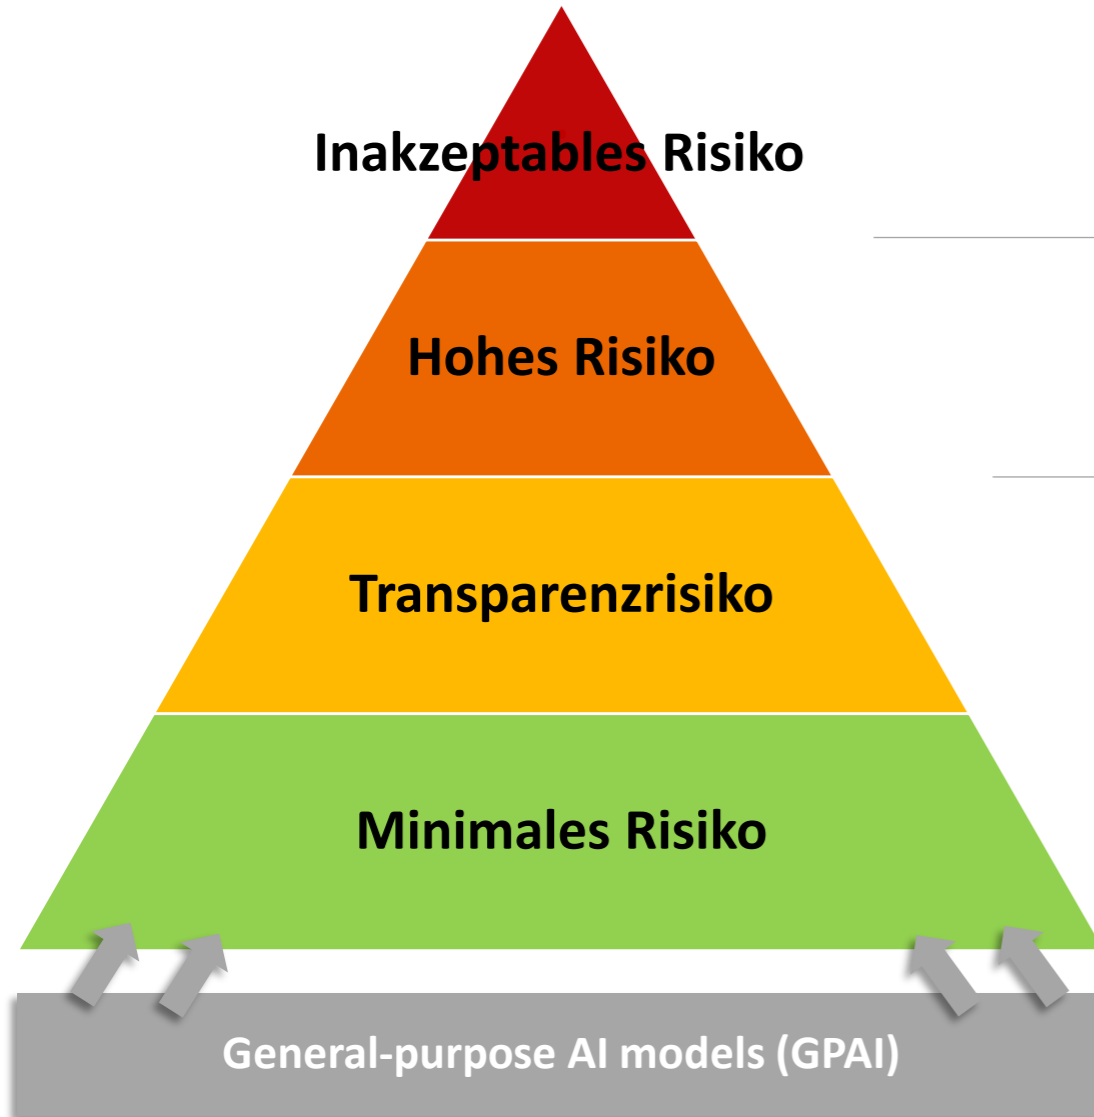 Inakzeptables Risiko
Hohes Risiko
Transparenzrisiko
Minimales Risiko
General-purpose AI models (GPAI)